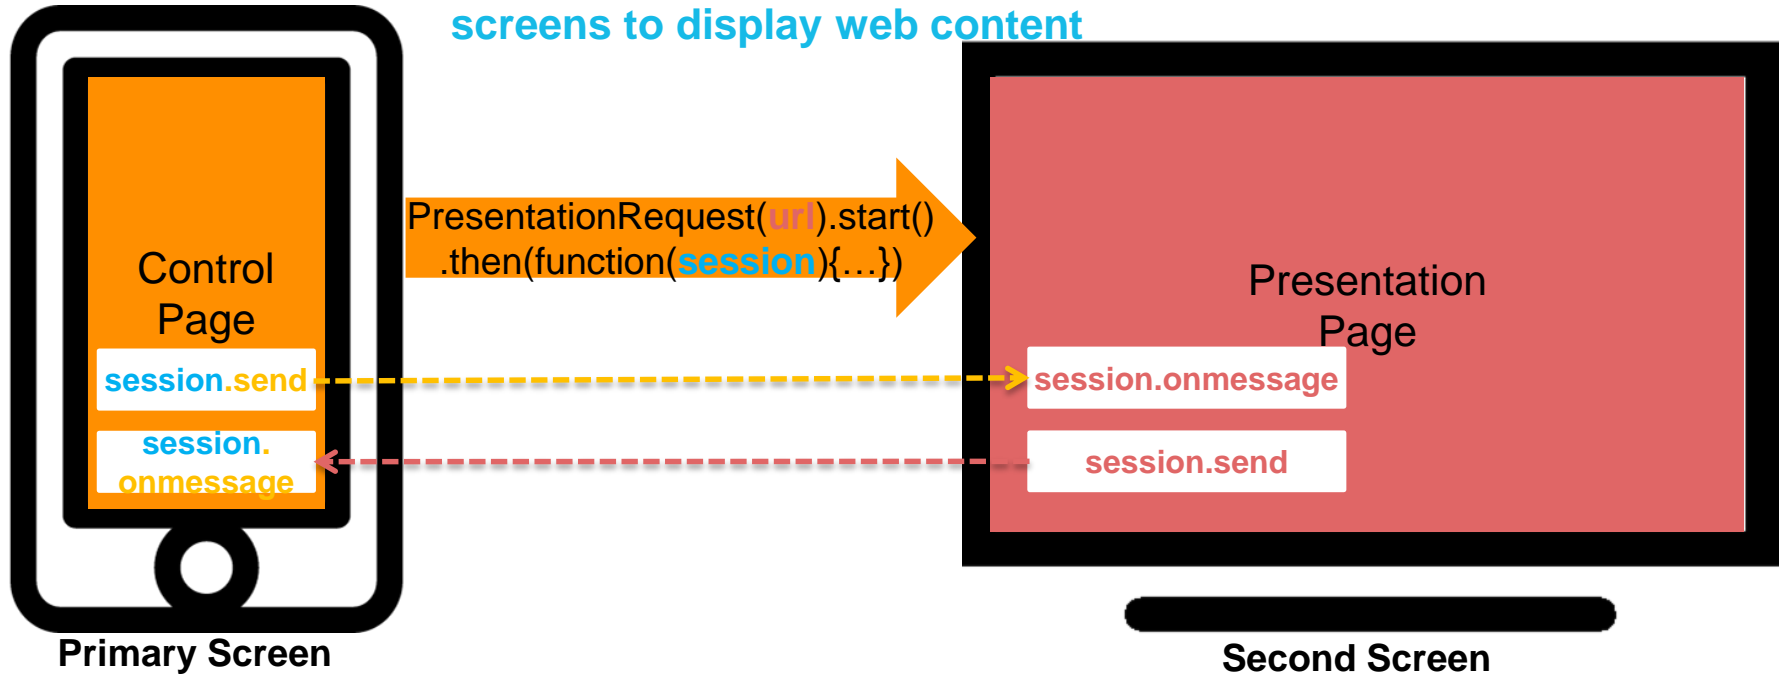 screens to display web content
PresentationRequest(url).start()
.then(function(session){…})
Control
Page
session.send
session.
onmessage
Presentation
Page
session.onmessage
session.send
Primary Screen
Second Screen